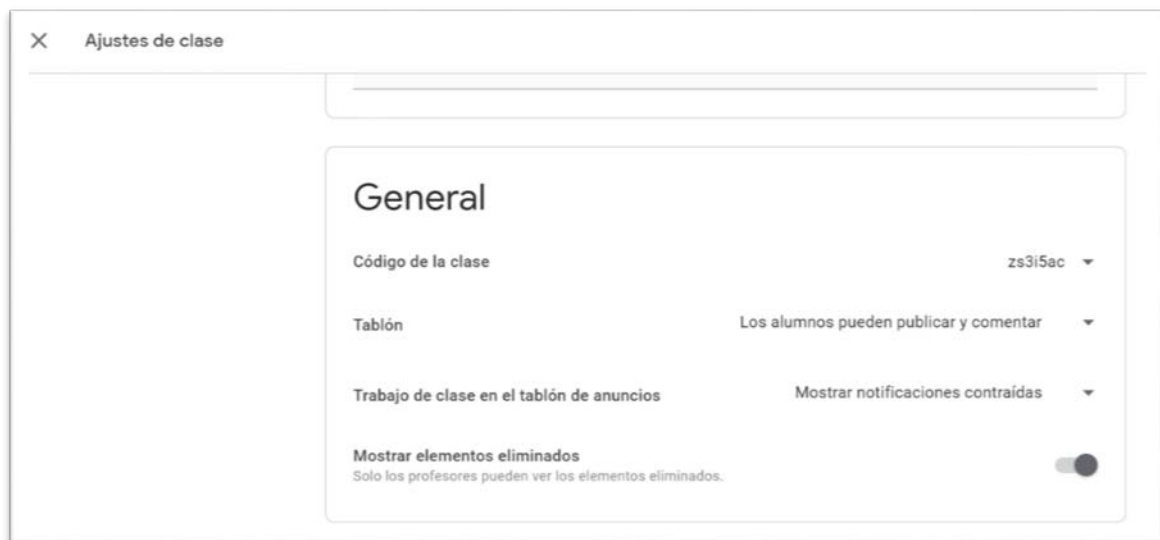 Ajustes de clase
General
Código de la clase
zs3i5ac
Tablón
Los alumnos pueden publicar y comentar
Trabajo de clase en el tablón de anuncios
Mostrar notificaciones contraídas
Mostrar elementos eliminados
Solo los profesores pueden ver los elementos eliminados.